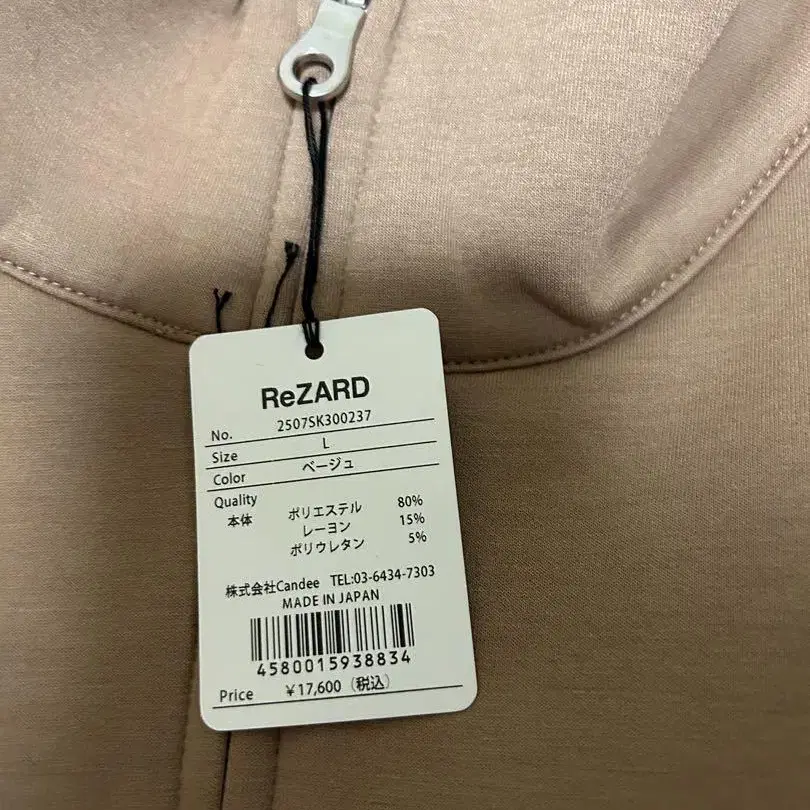 ReZARD
No. 2507SK300237
Size L
Color ベージュ
Quality
本体 ポリエステル 80%
レーヨン 15%
ポリウレタン 5%
株式会社Candee TEL:03-6434-7303
MADE IN JAPAN
4580015938834
Price ¥17,600（税込）